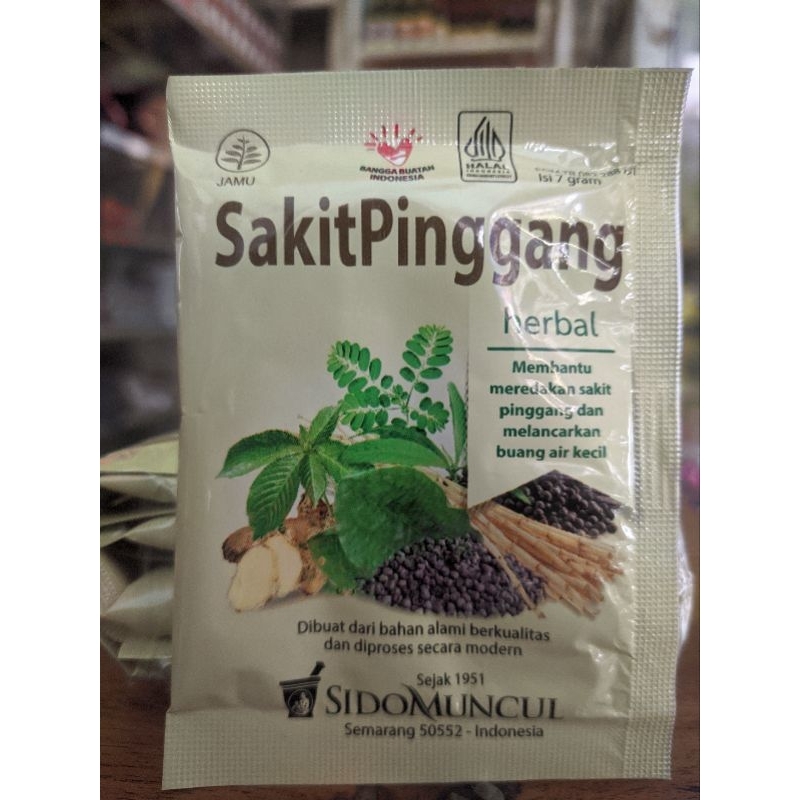 JAMU
BANGGA BUATAN
INDONESIA
HALAL
INDONESIA
Isi 7 gram
SakitPinggang
herbal
Membantu
meredakan sakit
pinggang dan
melancarkan
buang air kecil
Dibuat dari bahan alami berkualitas
dan diproses secara modern
Sejak 1951
SIDOMUNCUL
Semarang 50552 - Indonesia